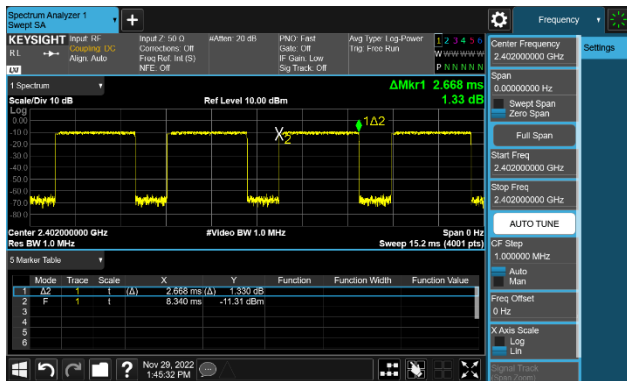 Spectrum Analyzer 1
Swept SA
Frequency
KEYSIGHT
RL
LXI
Input: RF
Coupling: DC
Align: Auto
Input Z: 50 Ω
Corrections: Off
Freq Ref: Int (S)
NFE: Off
#Atten: 20 dB
PNO: Fast
Gate: Off
IF Gain: Low
Sig Track: Off
Avg Type: Log-Power
Trig: Free Run
1 2 3 4 5 6
W W W W W W
P N N N N N
1 Spectrum
ΔMkr1 2.668 ms
1.33 dB
Scale/Div 10 dB
Ref Level 10.00 dBm
Log
0.00
-10.0
-20.0
-30.0
-40.0
-50.0
-60.0
-70.0
-80.0
X2
1Δ2
Center 2.402000000 GHz
#Video BW 1.0 MHz
Span 0 Hz
Res BW 1.0 MHz
Sweep 15.2 ms (4001 pts)
5 Marker Table
Mode Trace Scale X Y Function Function Width Function Value
1 Δ2 1 t (Δ) 2.668 ms (Δ) 1.330 dB
2 F 1 t 8.340 ms -11.31 dBm
3
4
5
6
Nov 29, 2022
1:45:32 PM
Center Frequency
2.402000000 GHz
Settings
Span
0.00000000 Hz
Swept Span
Zero Span
Full Span
Start Freq
2.402000000 GHz
Stop Freq
2.402000000 GHz
AUTO TUNE
CF Step
1.000000 MHz
Auto
Man
Freq Offset
0 Hz
X Axis Scale
Log
Lin
Signal Track
(Span Zoom)